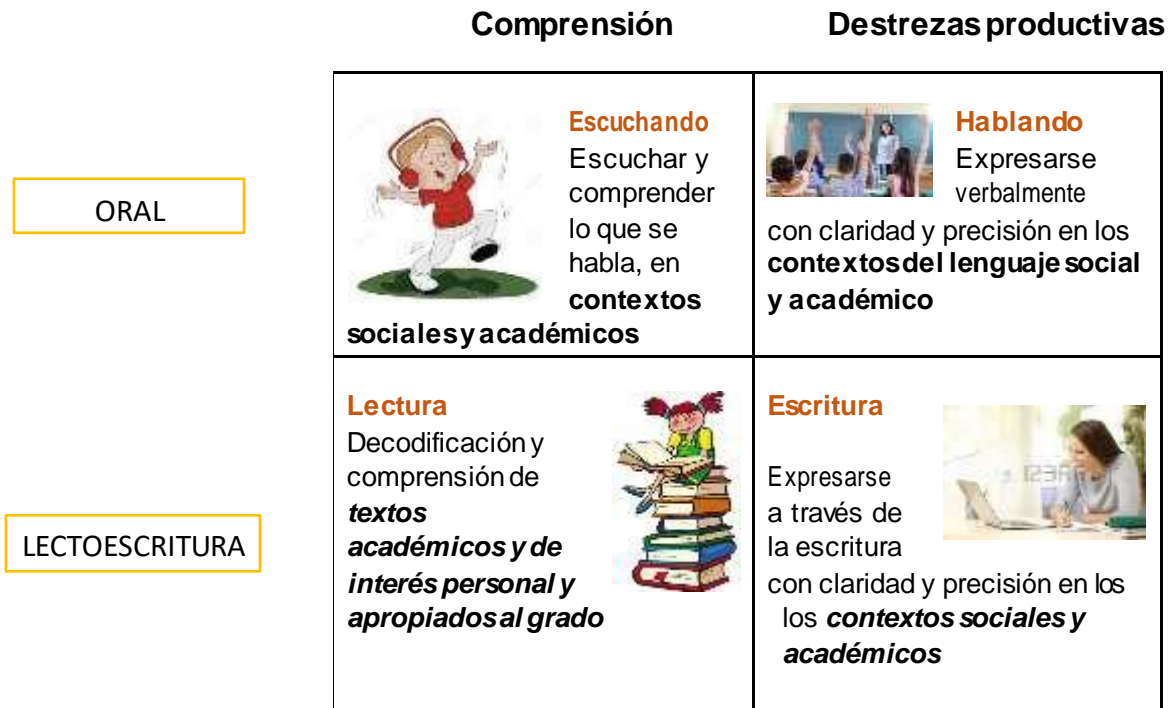 Comprensión Destrezas productivas
ORAL
Escuchando
Escuchar y
comprender
lo que se
habla, en
contextos
sociales y académicos
Hablando
Expresarse
verbalmente
con claridad y precisión en los
contextos del lenguaje social
y académico
LECTOESCRITURA
Lectura
Decodificación y
comprensión de
textos
académicos y de
interés personal y
apropiados al grado
Escritura
Expresarse
a través de
la escritura
con claridad y precisión en los
los contextos sociales y
académicos